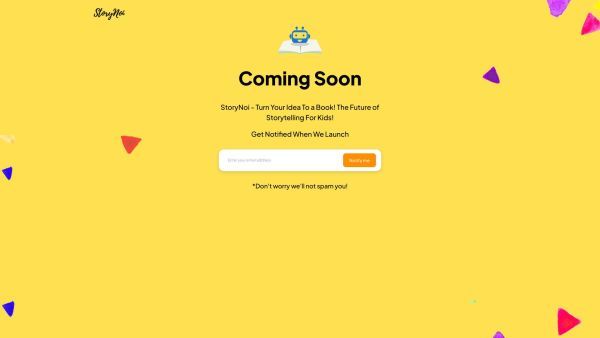 StoryNoi
Coming Soon
StoryNoi - Turn Your Idea To a Book! The Future of
Storytelling For Kids!
Get Notified When We Launch
Enter your email address
Notify me
*Don't worry we'll not spam you!